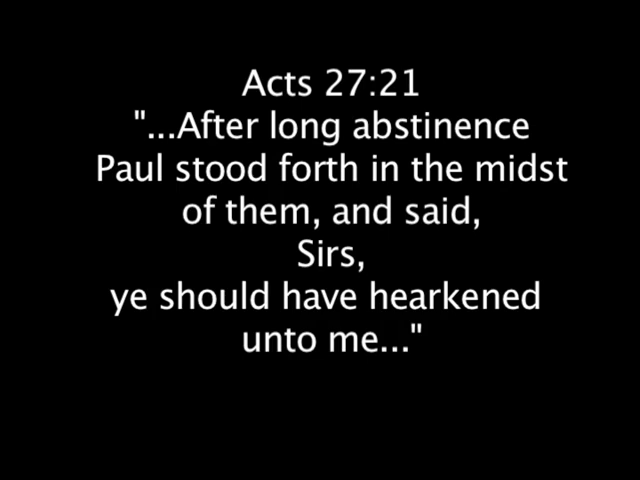 Acts 27:21
"...After long abstinence
Paul stood forth in the midst
of them, and said,
Sirs,
ye should have hearkened
unto me..."